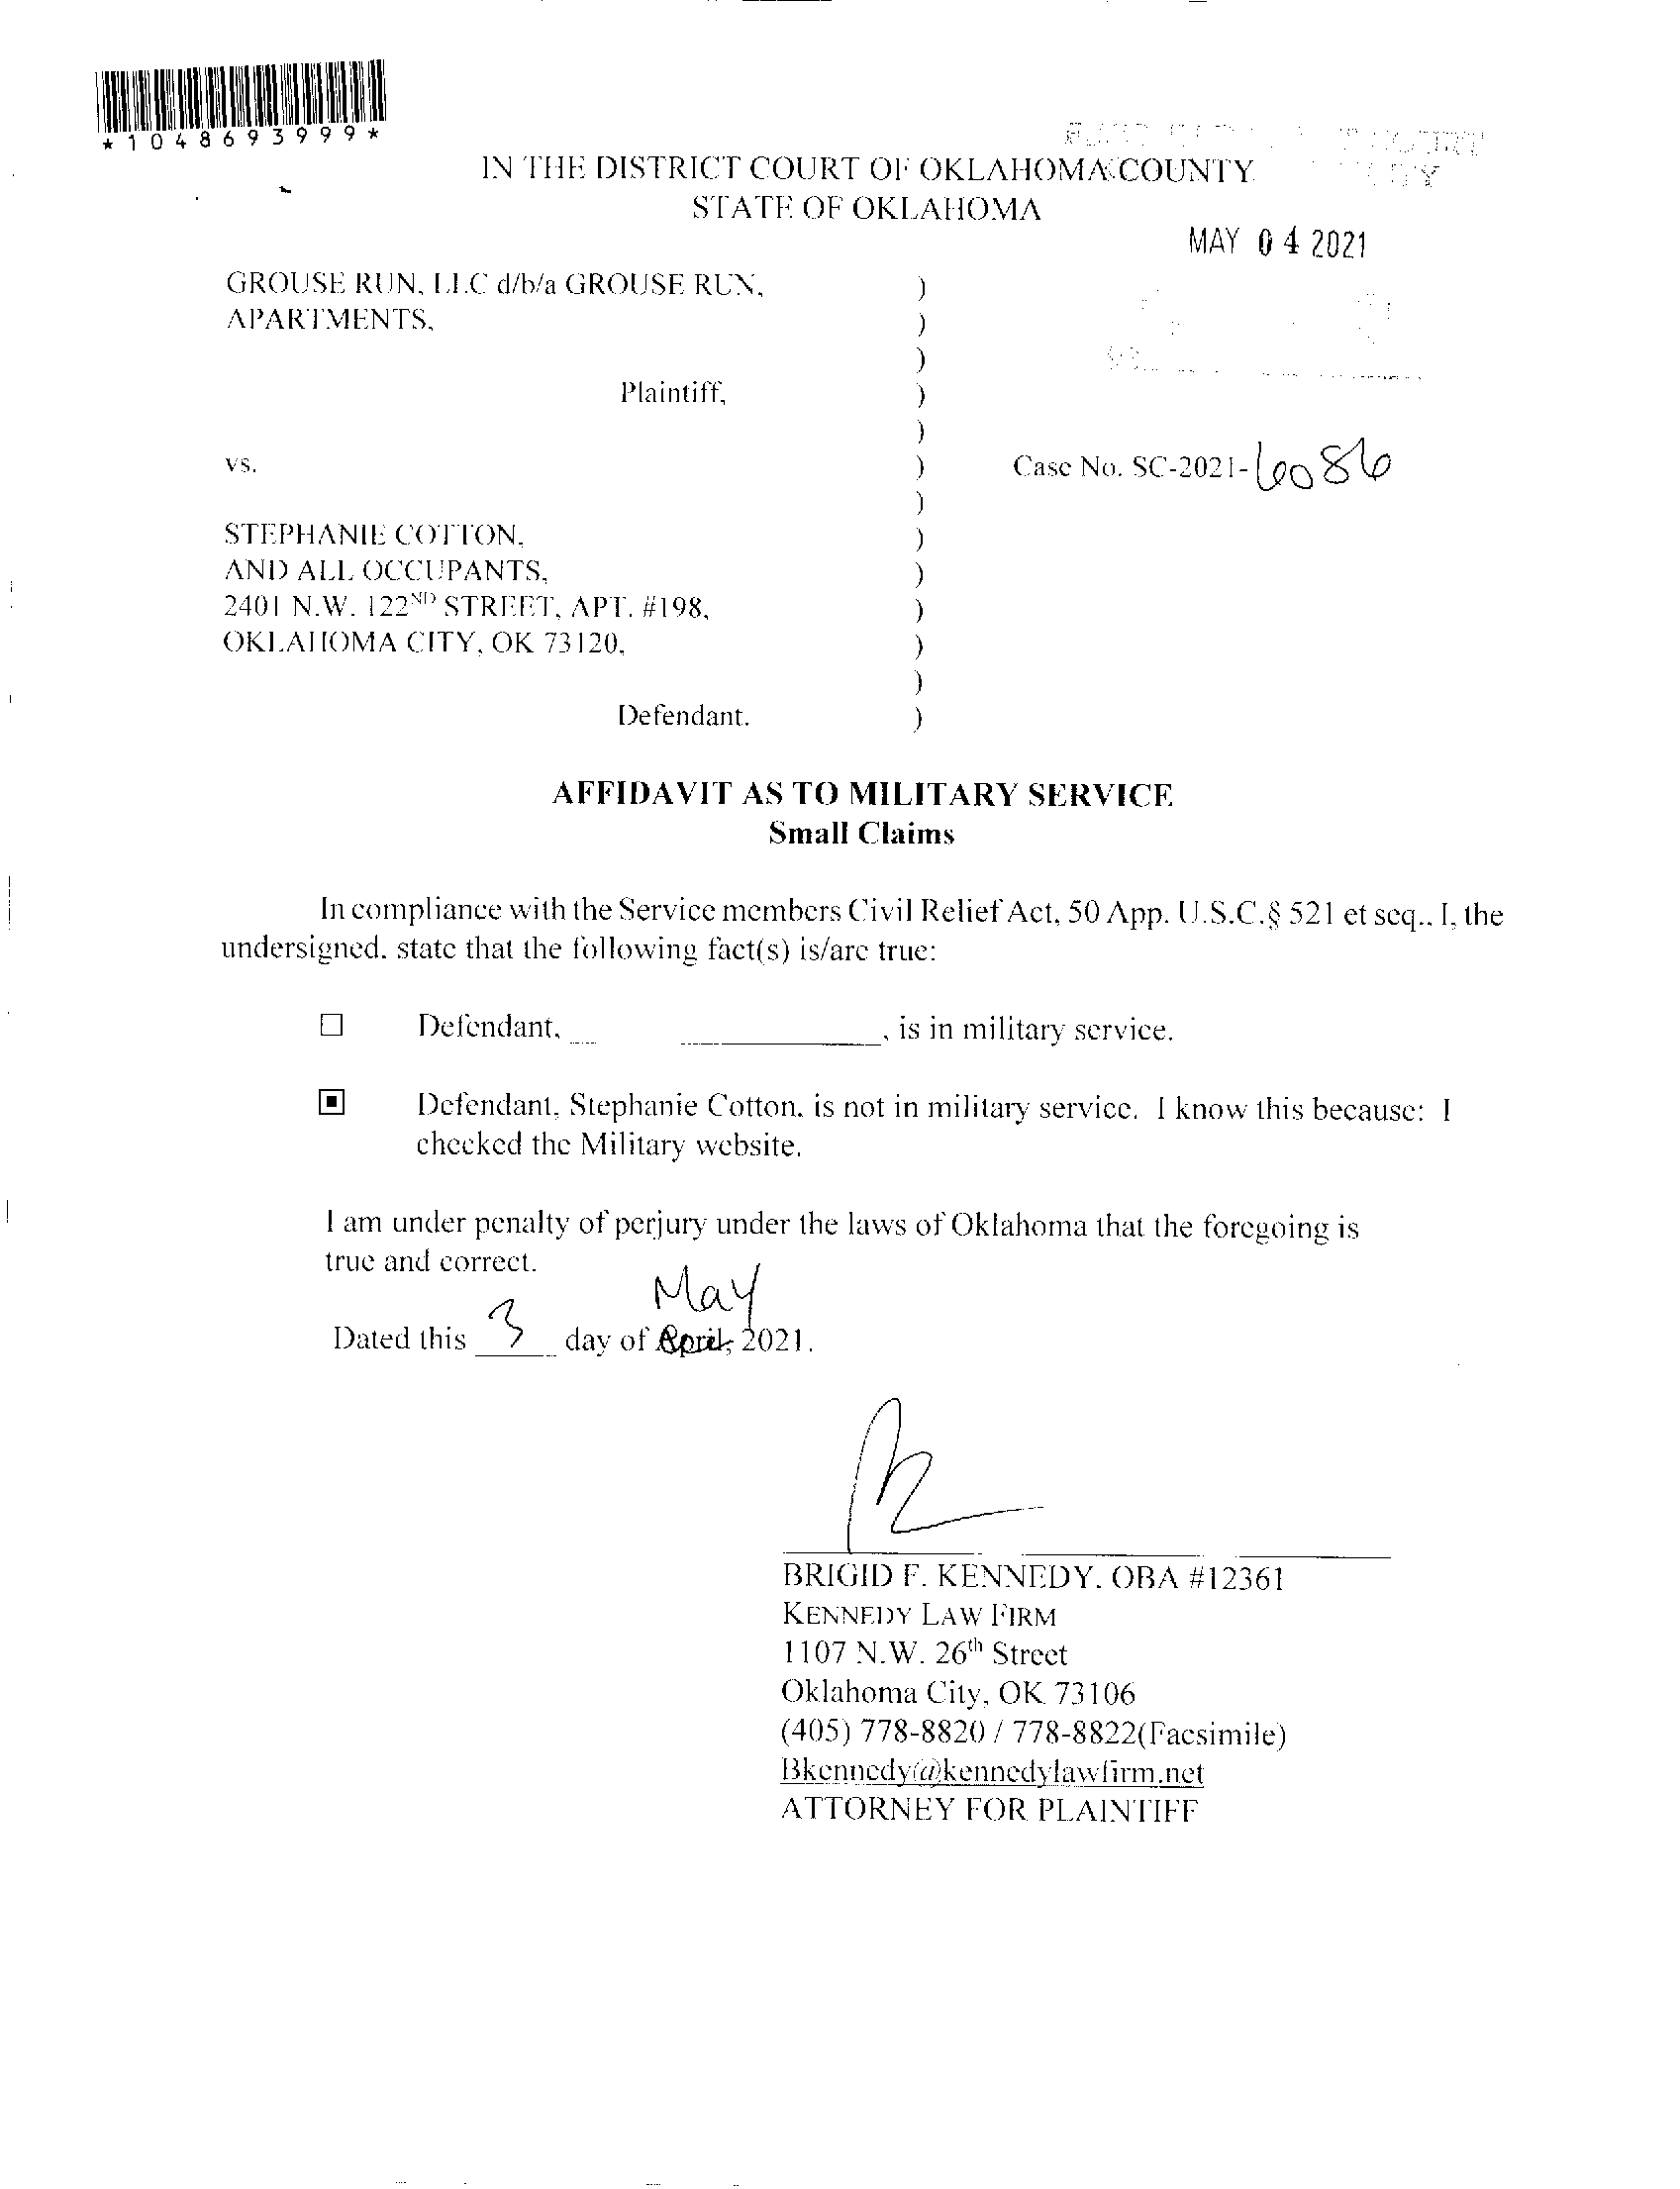 *1048693999*
IN THE DISTRICT COURT OF OKLAHOMA COUNTY
STATE OF OKLAHOMA
MAY 04 2021
GROUSE RUN, LLC d/b/a GROUSE RUN, )
APARTMENTS, )
)
Plaintiff, )
)
vs. ) Case No. SC-2021-6086
)
STEPHANIE COTTON, )
AND ALL OCCUPANTS, )
2401 N.W. 122ND STREET, APT. #198, )
OKLAHOMA CITY, OK 73120, )
)
Defendant. )
AFFIDAVIT AS TO MILITARY SERVICE
Small Claims
In compliance with the Service members Civil Relief Act, 50 App. U.S.C.§ 521 et seq., I, the
undersigned, state that the following fact(s) is/are true:
☐ Defendant, __ __________, is in military service.
▣ Defendant, Stephanie Cotton, is not in military service. I know this because: I
checked the Military website.
I am under penalty of perjury under the laws of Oklahoma that the foregoing is
true and correct.
May
Dated this 3 day of April, 2021.
BRIGID F. KENNEDY, OBA #12361
KENNEDY LAW FIRM
1107 N.W. 26th Street
Oklahoma City, OK 73106
(405) 778-8820 / 778-8822(Facsimile)
Bkennedy@kennedylawfirm.net
ATTORNEY FOR PLAINTIFF